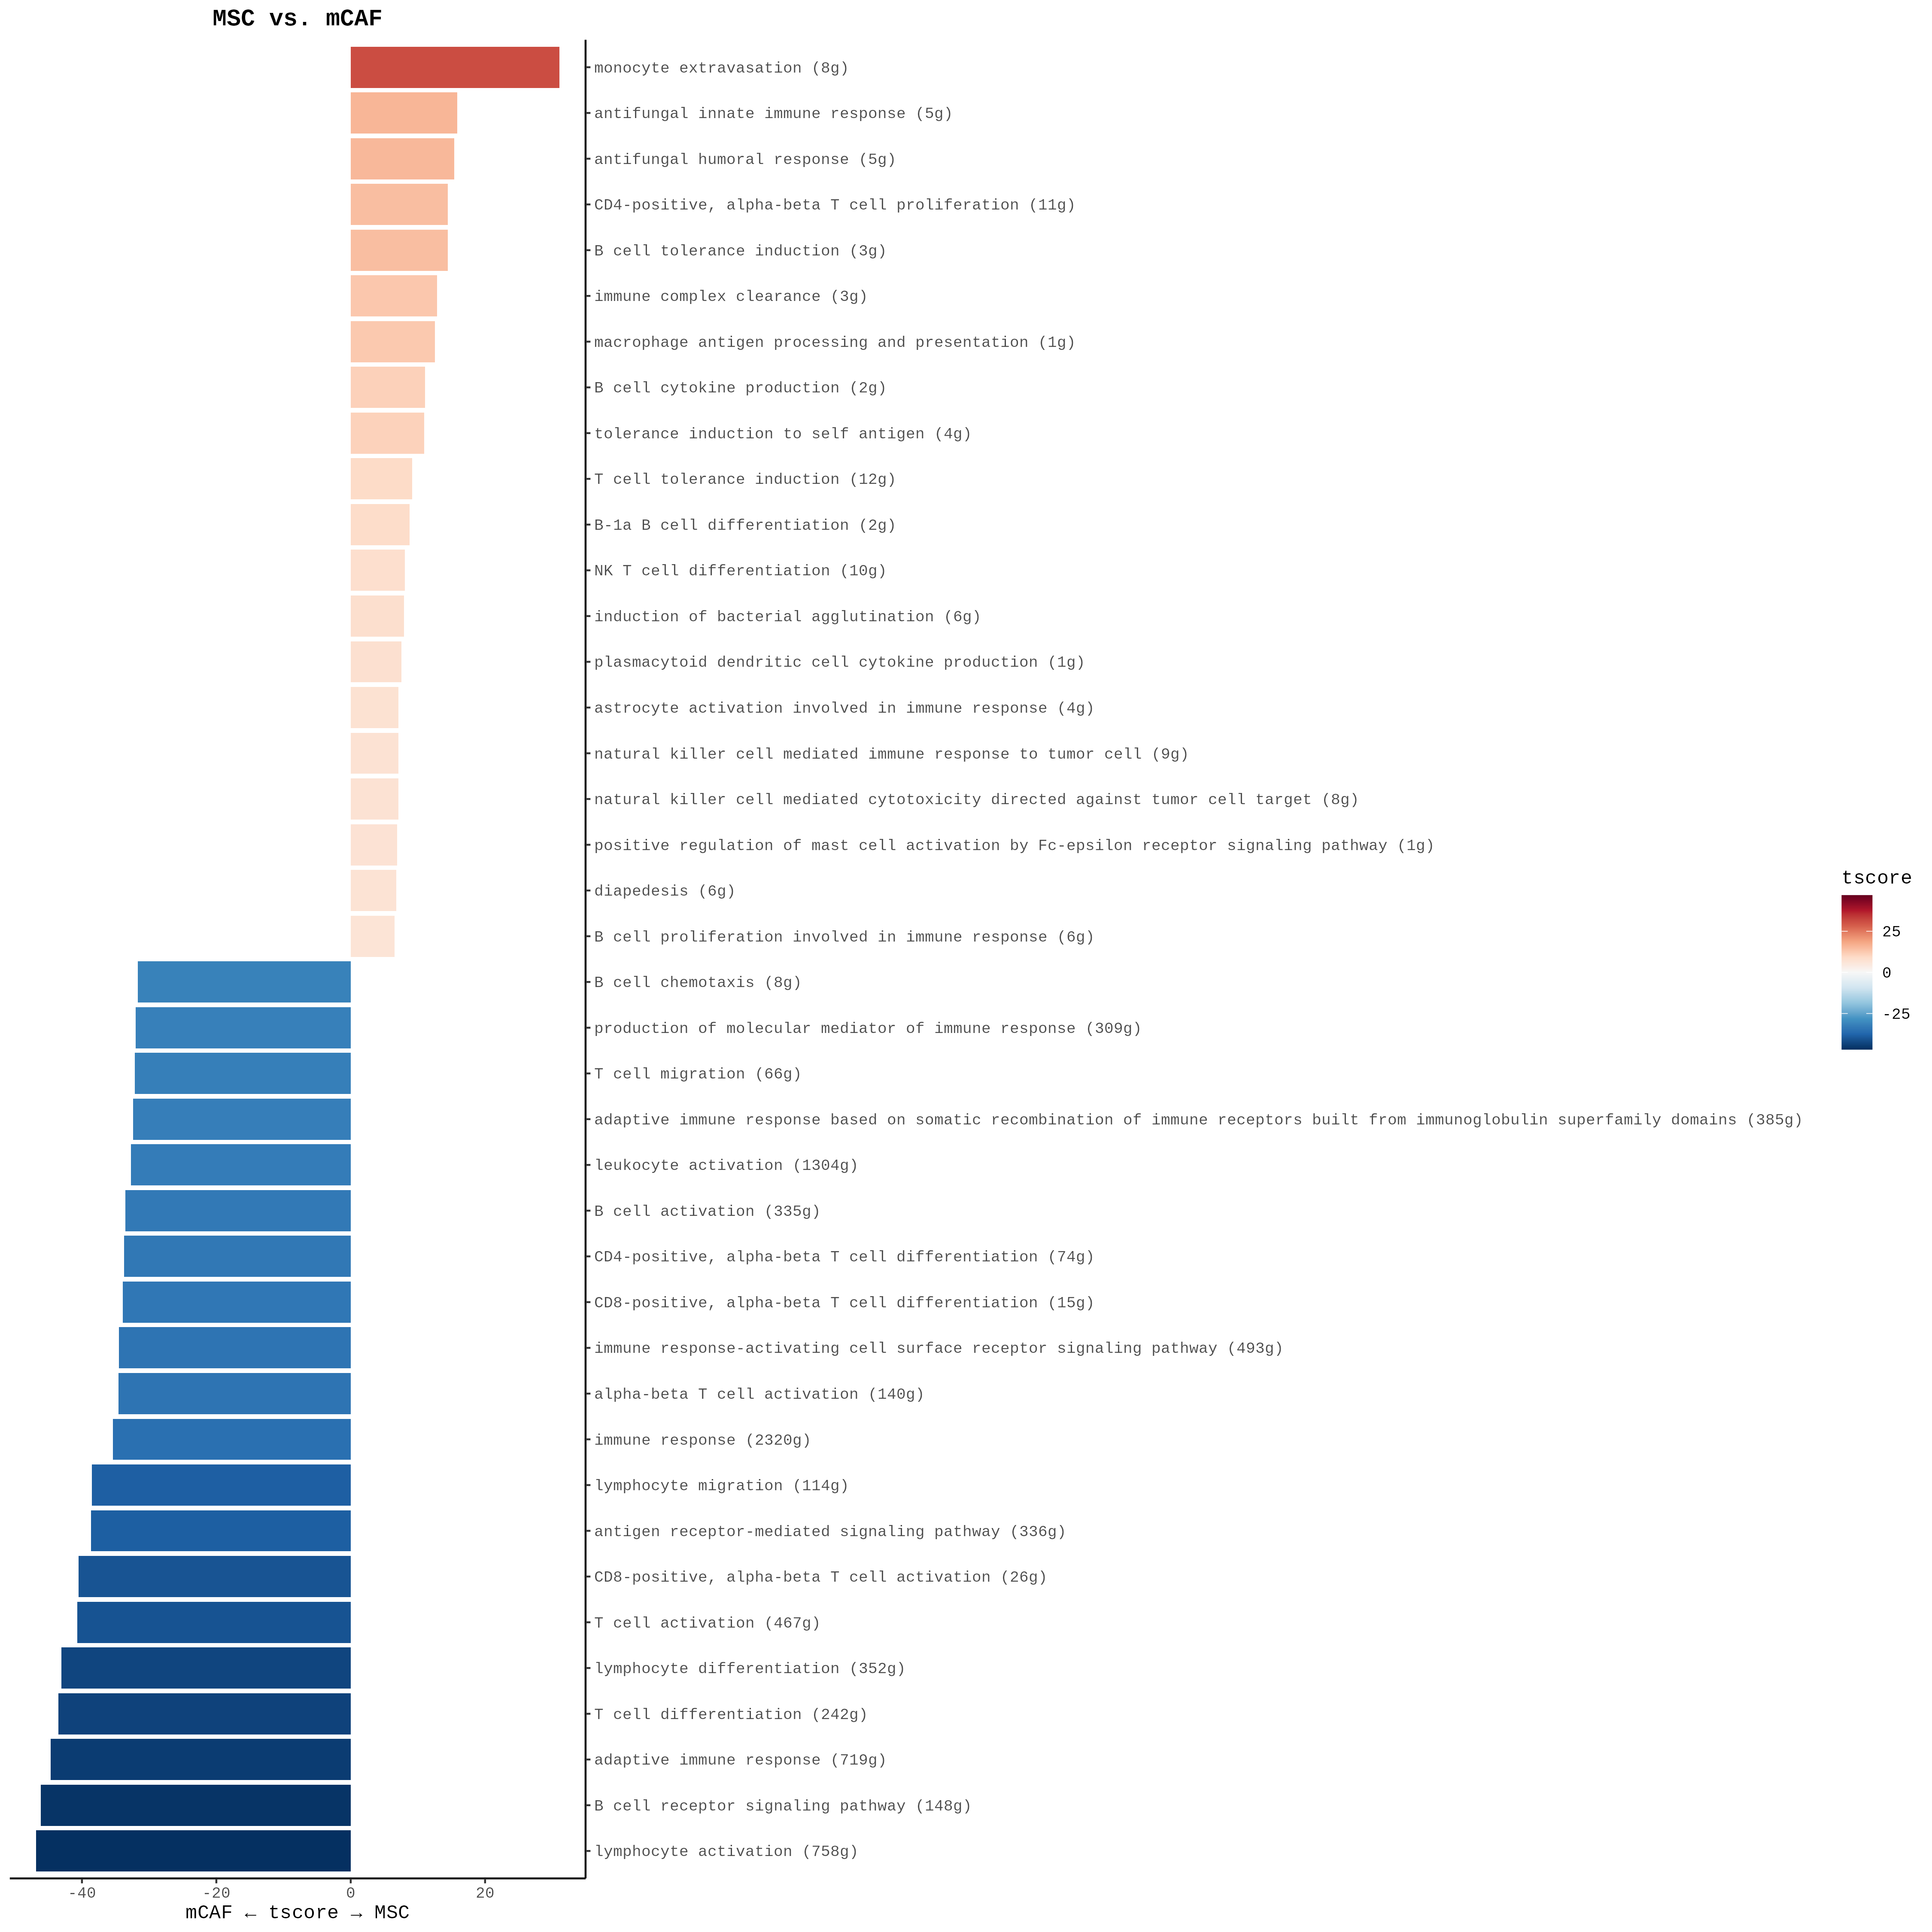 MSC vs. mCAF
monocyte extravasation (8g)
antifungal innate immune response (5g)
antifungal humoral response (5g)
CD4-positive, alpha-beta T cell proliferation (11g)
B cell tolerance induction (3g)
immune complex clearance (3g)
macrophage antigen processing and presentation (1g)
B cell cytokine production (2g)
tolerance induction to self antigen (4g)
T cell tolerance induction (12g)
B-1a B cell differentiation (2g)
NK T cell differentiation (10g)
induction of bacterial agglutination (6g)
plasmacytoid dendritic cell cytokine production (1g)
astrocyte activation involved in immune response (4g)
natural killer cell mediated immune response to tumor cell (9g)
natural killer cell mediated cytotoxicity directed against tumor cell target (8g)
positive regulation of mast cell activation by Fc-epsilon receptor signaling pathway (1g)
diapedesis (6g)
B cell proliferation involved in immune response (6g)
B cell chemotaxis (8g)
production of molecular mediator of immune response (309g)
T cell migration (66g)
adaptive immune response based on somatic recombination of immune receptors built from immunoglobulin superfamily domains (385g)
leukocyte activation (1304g)
B cell activation (335g)
CD4-positive, alpha-beta T cell differentiation (74g)
CD8-positive, alpha-beta T cell differentiation (15g)
immune response-activating cell surface receptor signaling pathway (493g)
alpha-beta T cell activation (140g)
immune response (2320g)
lymphocyte migration (114g)
antigen receptor-mediated signaling pathway (336g)
CD8-positive, alpha-beta T cell activation (26g)
T cell activation (467g)
lymphocyte differentiation (352g)
T cell differentiation (242g)
adaptive immune response (719g)
B cell receptor signaling pathway (148g)
lymphocyte activation (758g)
-40 -20 0 20
mCAF ← tscore → MSC
tscore
25
0
-25